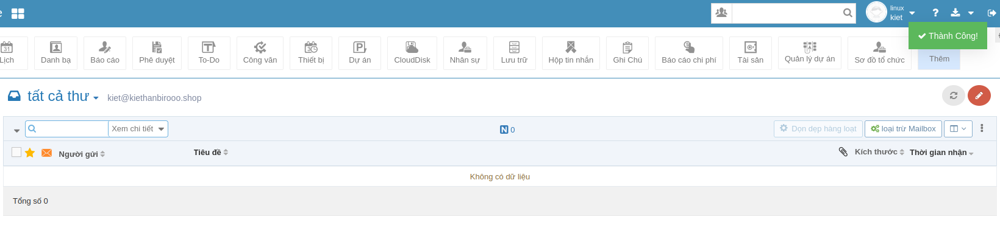 e
linux
kiet
?
✔ Thành Công!
31
Lịch
Danh bạ
Báo cáo
Phê duyệt
To-Do
Công văn
Thiết bị
Dự án
CloudDisk
Nhân sự
Lưu trữ
Hộp tin nhắn
Ghi Chú
Báo cáo chi phí
Tài sản
Quản lý dự án
Sơ đồ tổ chức
Thêm
tất cả thư
kiet@kiethanbirooo.shop
Xem chi tiết
N 0
Dọn dẹp hàng loạt
loại trừ Mailbox
Người gửi
Tiêu đề
Kích thước
Thời gian nhận
Không có dữ liệu
Tổng số 0